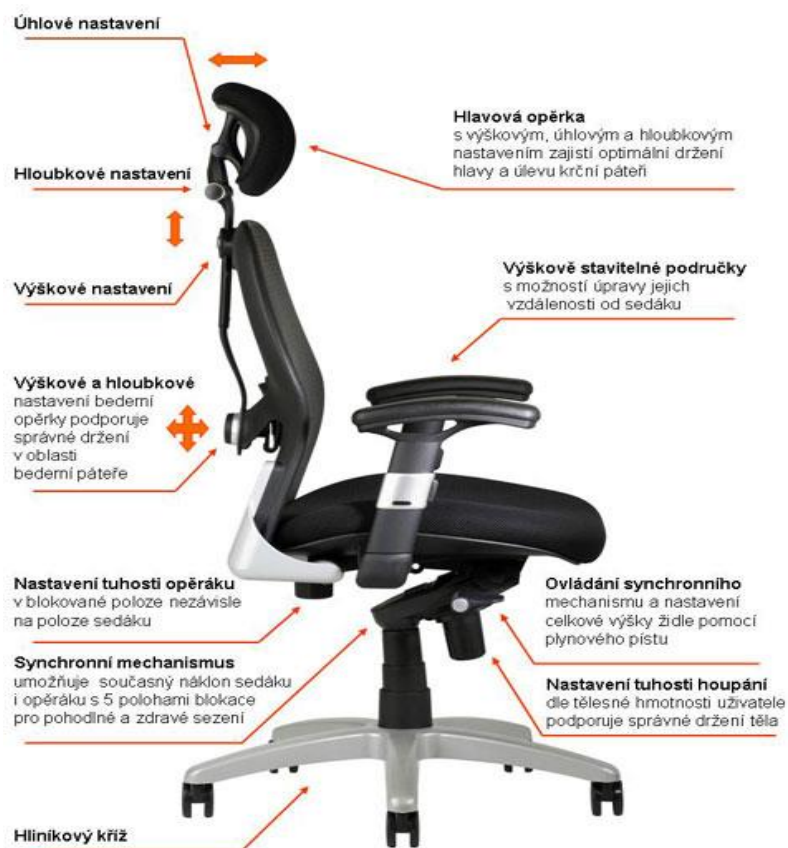 Úhlové nastavení
Hlavová opěrka
s výškovým, úhlovým a hloubkovým
nastavením zajistí optimální držení
hlavy a úlevu krční páteři
Hloubkové nastavení
Výškové nastavení
Výškově stavitelné područky
s možností úpravy jejich
vzdálenosti od sedáku
Výškové a hloubkové
nastavení bederní
opěrky podporuje
správné držení
v oblasti
bederní páteře
Nastavení tuhosti opěráku
v blokované poloze nezávisle
na poloze sedáku
Ovládání synchronního
mechanismu a nastavení
celkové výšky židle pomocí
plynového pístu
Synchronní mechanismus
umožňuje současný náklon sedáku
i opěráku s 5 polohami blokace
pro pohodlné a zdravé sezení
Nastavení tuhosti houpání
dle tělesné hmotnosti uživatele
podporuje správné držení těla
Hliníkový kříž